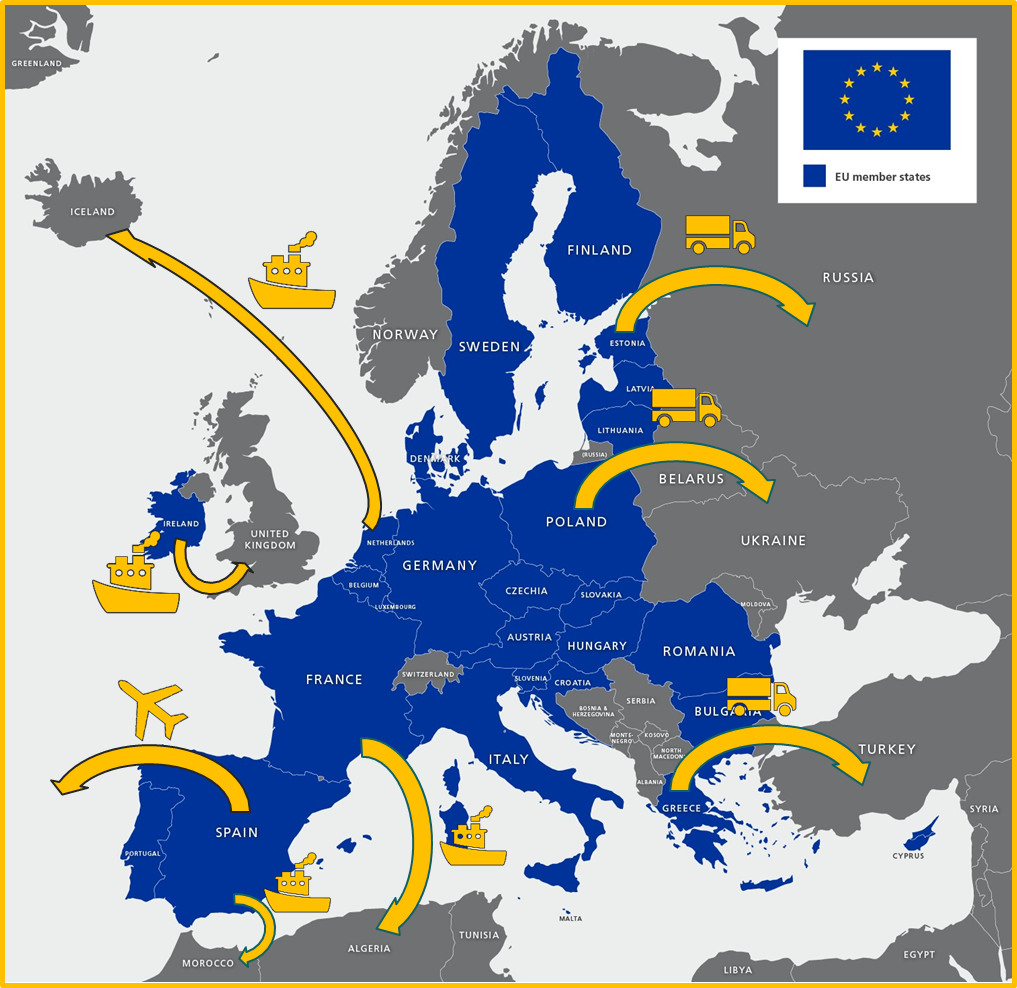 GREENLAND
EU member states
ICELAND
FINLAND
RUSSIA
NORWAY
SWEDEN
ESTONIA
LATVIA
LITHUANIA
DENMARK
(RUSSIA)
BELARUS
IRELAND
UNITED
KINGDOM
POLAND
NETHERLANDS
UKRAINE
GERMANY
BELGIUM
CZECHIA
SLOVAKIA
LUXEMBOURG
MOLDOVA
AUSTRIA
HUNGARY
ROMANIA
FRANCE
SWITZERLAND
SLOVENIA
CROATIA
SERBIA
BOSNIA &
HERZEGOVINA
BULGARIA
MONTE-
NEGRO
KOSOVO
NORTH
MACEDONIA
TURKEY
ITALY
ALBANIA
GREECE
SYRIA
SPAIN
PORTUGAL
CYPRUS
MALTA
TUNISIA
ALGERIA
MOROCCO
EGYPT
LIBYA